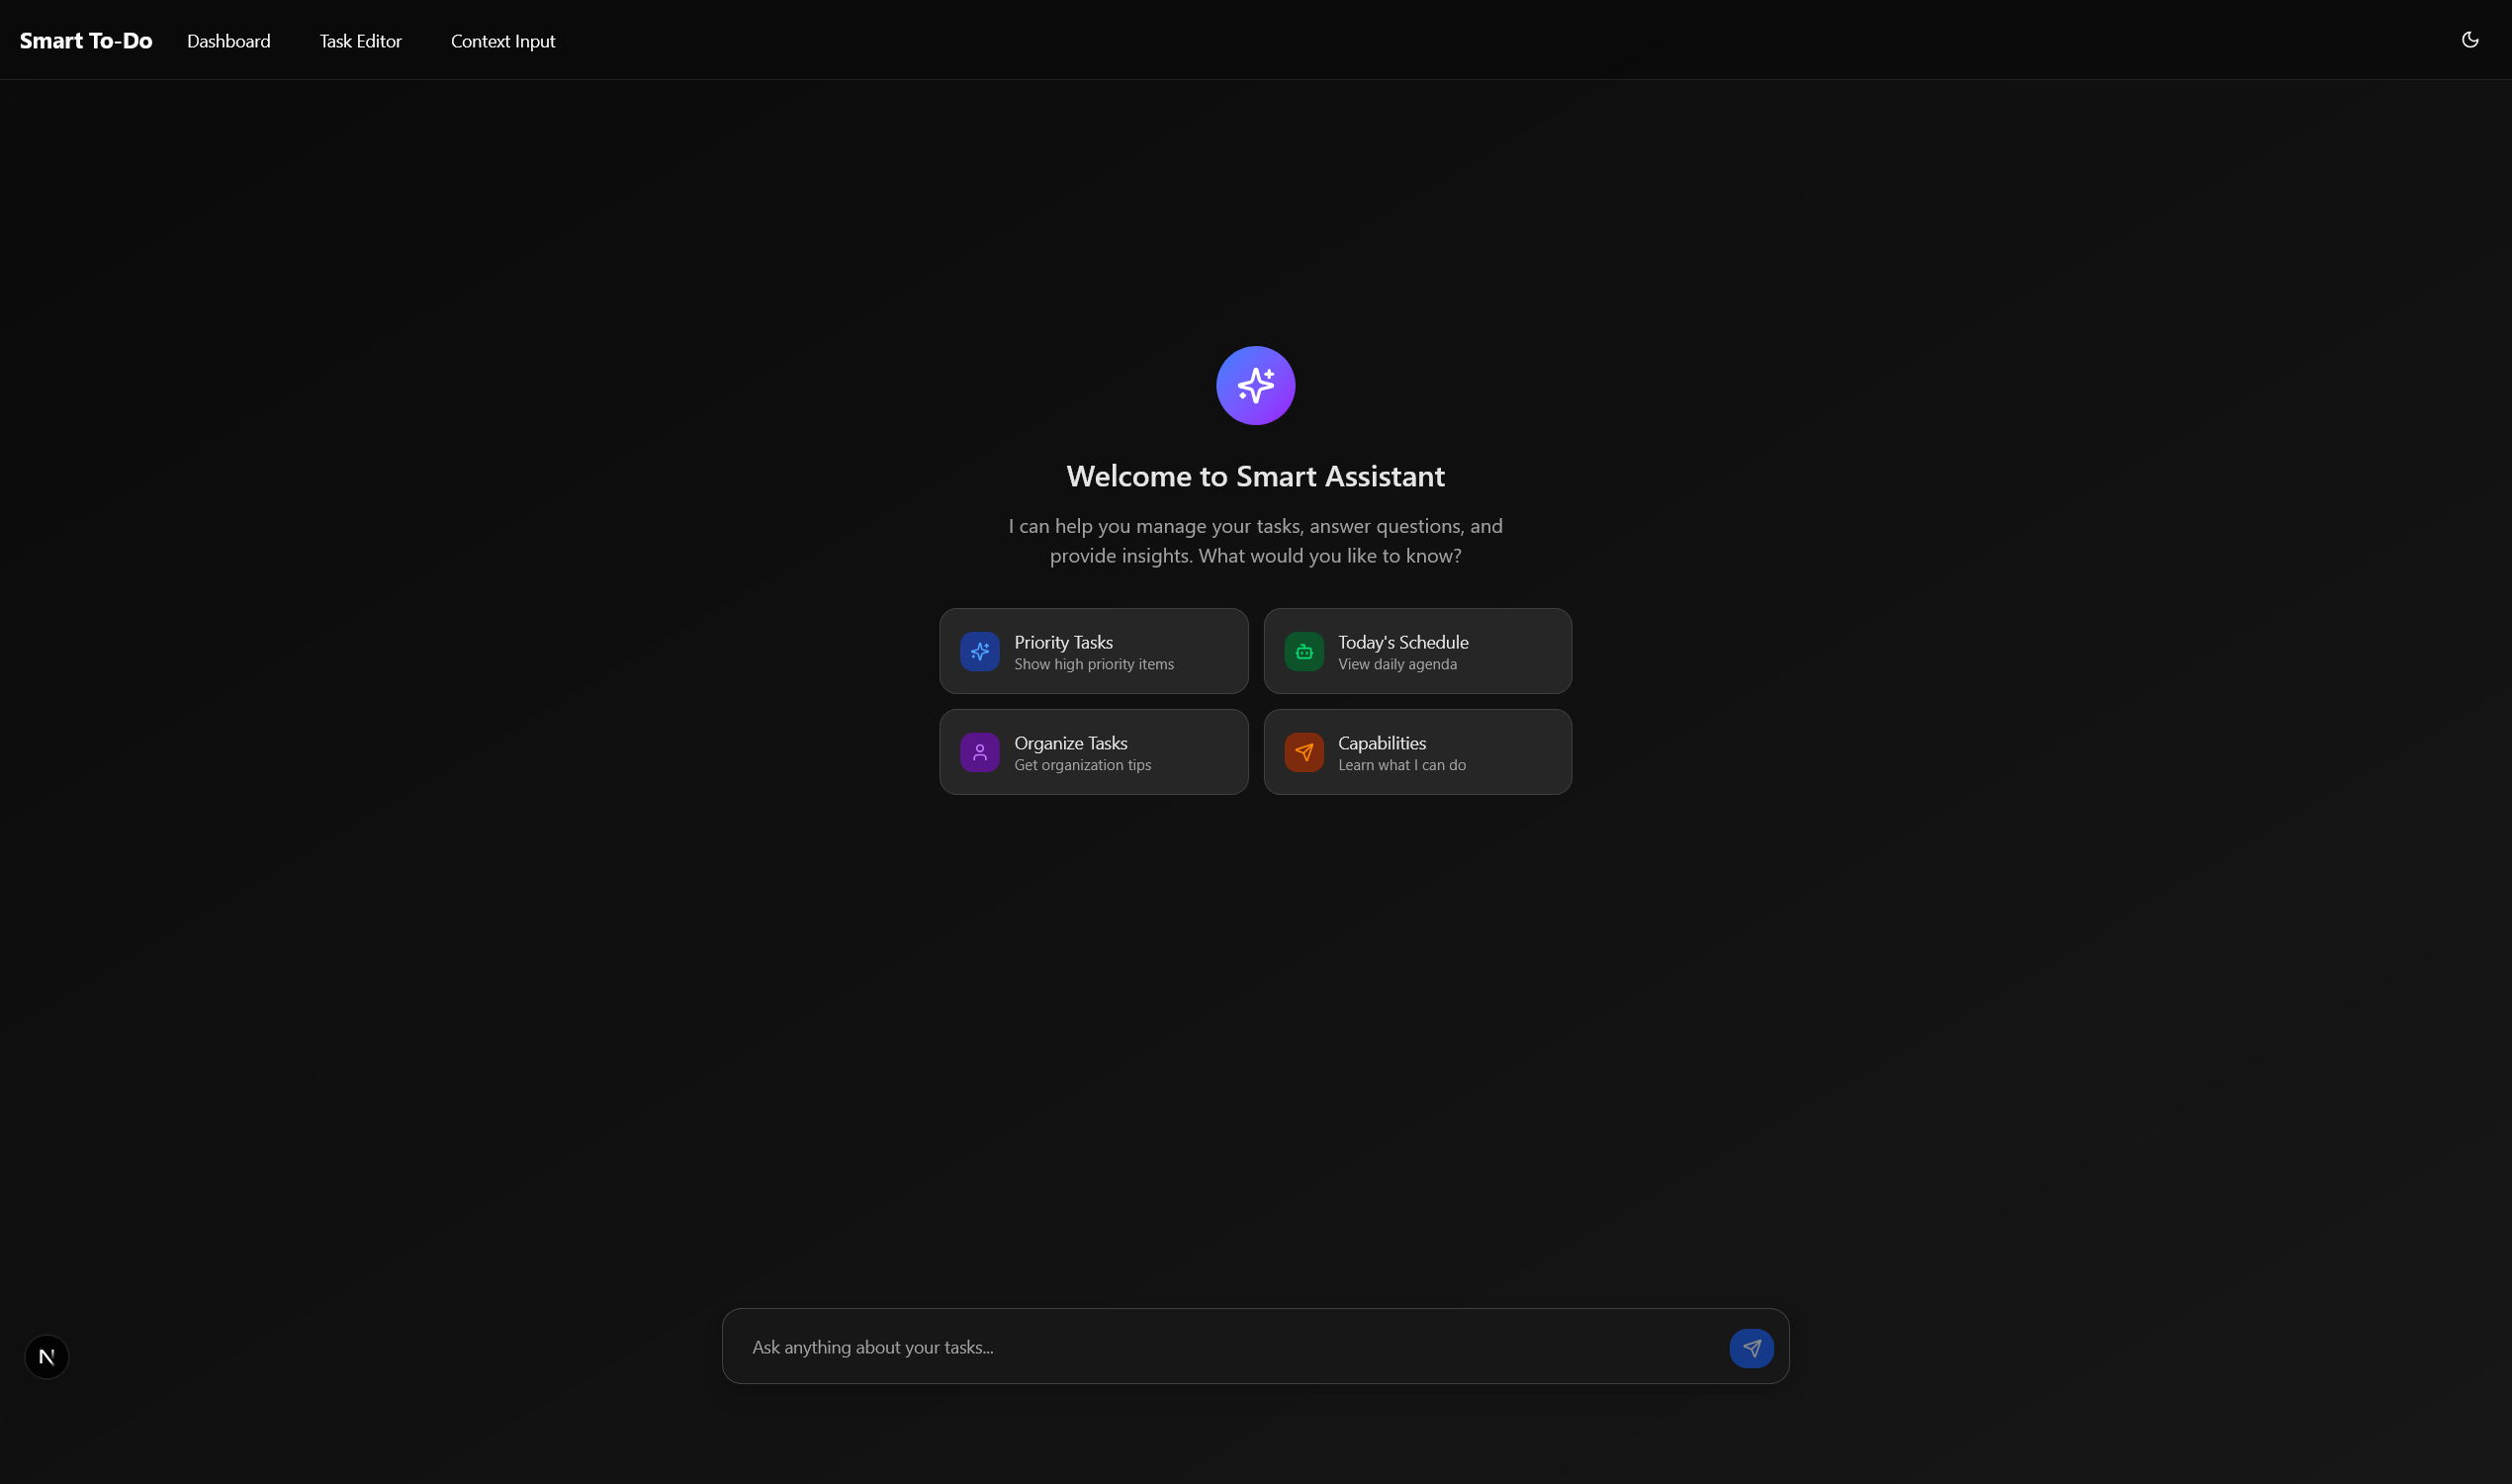 Smart To-Do Dashboard Task Editor Context Input
Welcome to Smart Assistant
I can help you manage your tasks, answer questions, and
provide insights. What would you like to know?
Priority Tasks
Show high priority items
Today's Schedule
View daily agenda
Organize Tasks
Get organization tips
Capabilities
Learn what I can do
Ask anything about your tasks...
N